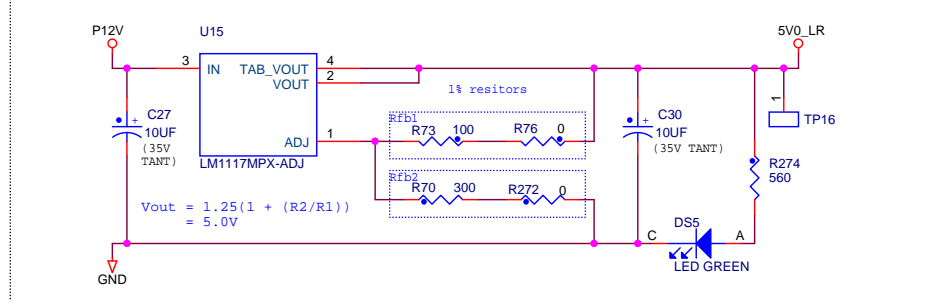 P12V
U15
5V0_LR
3
IN
TAB_VOUT
4
VOUT
2
1% resitors
1
C27
+
10UF
(35V
TANT)
Rfb1
R73
100
R76
0
C30
+
10UF
(35V TANT)
TP16
ADJ
1
LM1117MPX-ADJ
Rfb2
R70
300
R272
0
R274
560
Vout = 1.25(1 + (R2/R1))
= 5.0V
DS5
C
A
LED GREEN
GND